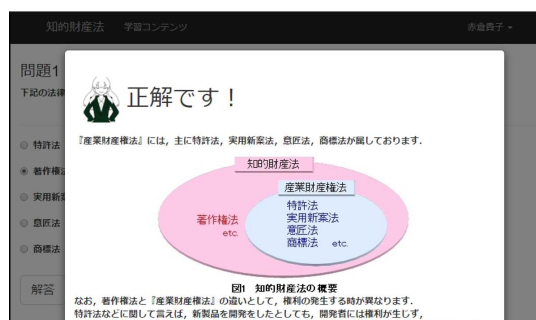 知的財産法 学習コンテンツ 赤倉貴子
問題1
下記の法律
特許法
著作権法
実用新案
意匠法
商標法
解答
正解です！
『産業財産権法』には，主に特許法，実用新案法，意匠法，商標法が属しております．
知的財産法
産業財産権法
特許法
実用新案法
意匠法
商標法 etc.
著作権法
etc.
図1 知的財産法の概要
なお，著作権法と『産業財産権法』の違いとして，権利の発生する時が異なります．
特許法などに関して言えば，新製品を開発をしたとしても，開発者には権利が生じず，